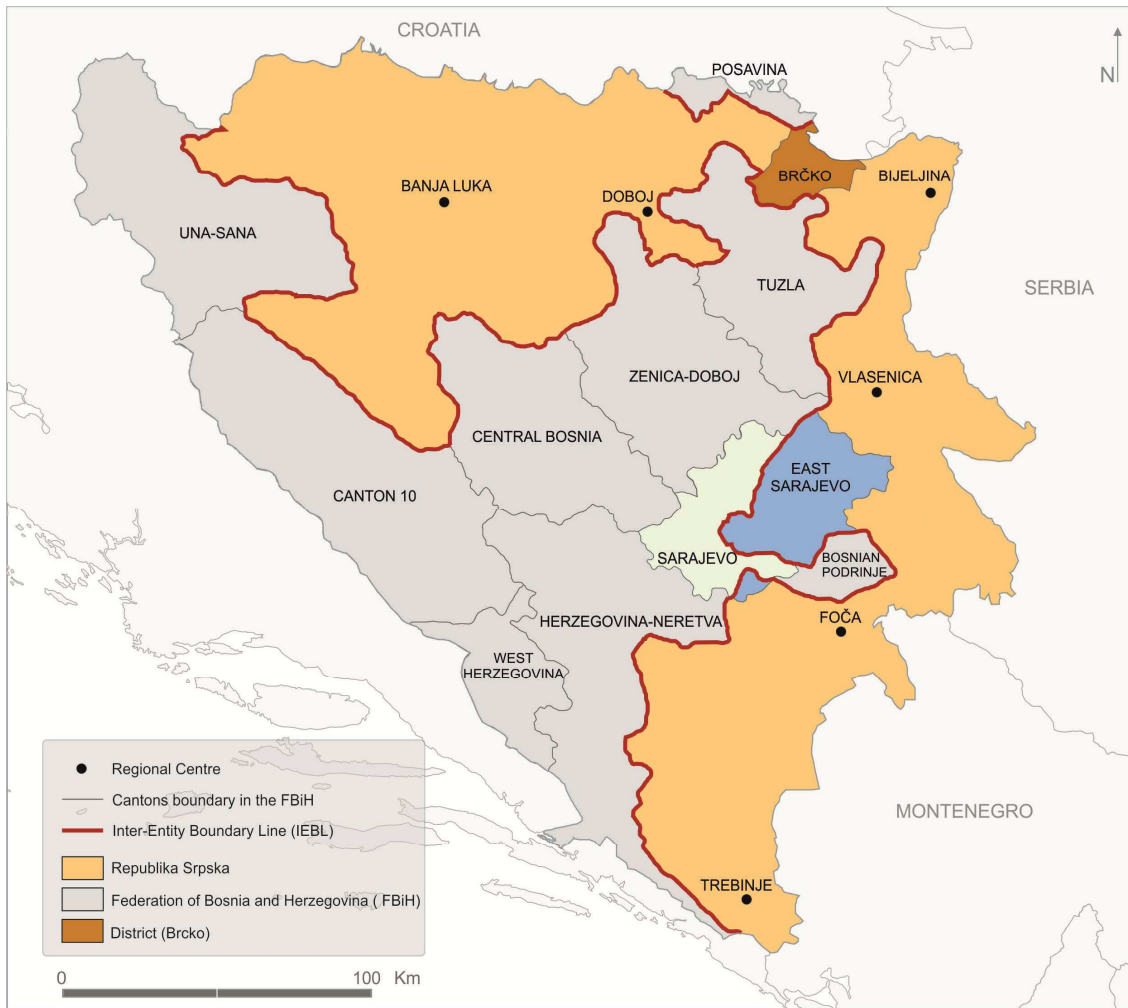 CROATIA
N
POSAVINA
BANJA LUKA
DOBOJ
BRČKO
BIJELJINA
UNA-SANA
TUZLA
SERBIA
ZENICA-DOBOJ
VLASENICA
CENTRAL BOSNIA
EAST
SARAJEVO
CANTON 10
SARAJEVO
BOSNIAN
PODRINJE
HERZEGOVINA-NERETVA
FOČA
WEST
HERZEGOVINA
MONTENEGRO
TREBINJE
Regional Centre
Cantons boundary in the FBiH
Inter-Entity Boundary Line (IEBL)
Republika Srpska
Federation of Bosnia and Herzegovina ( FBiH)
District (Brcko)
0 100 Km